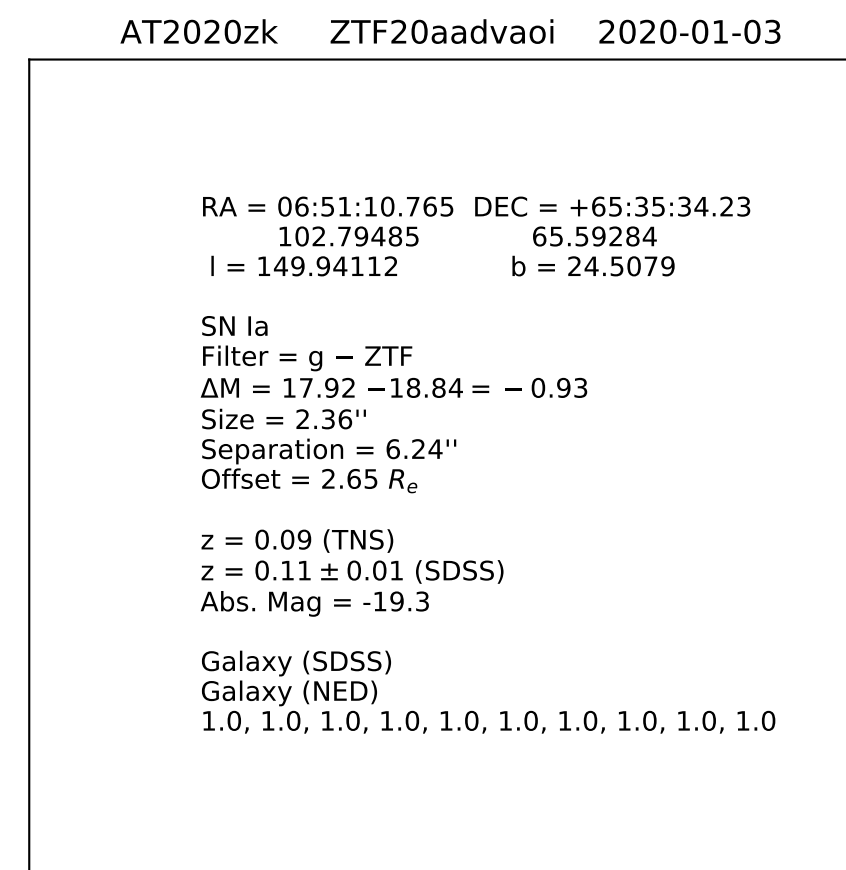 AT2020zk ZTF20aadvaoi 2020-01-03
RA = 06:51:10.765 DEC = +65:35:34.23
102.79485 65.59284
l = 149.94112 b = 24.5079
SN Ia
Filter = g − ZTF
ΔM = 17.92 −18.84 = − 0.93
Size = 2.36''
Separation = 6.24''
Offset = 2.65 Re
z = 0.09 (TNS)
z = 0.11 ± 0.01 (SDSS)
Abs. Mag = -19.3
Galaxy (SDSS)
Galaxy (NED)
1.0, 1.0, 1.0, 1.0, 1.0, 1.0, 1.0, 1.0, 1.0, 1.0